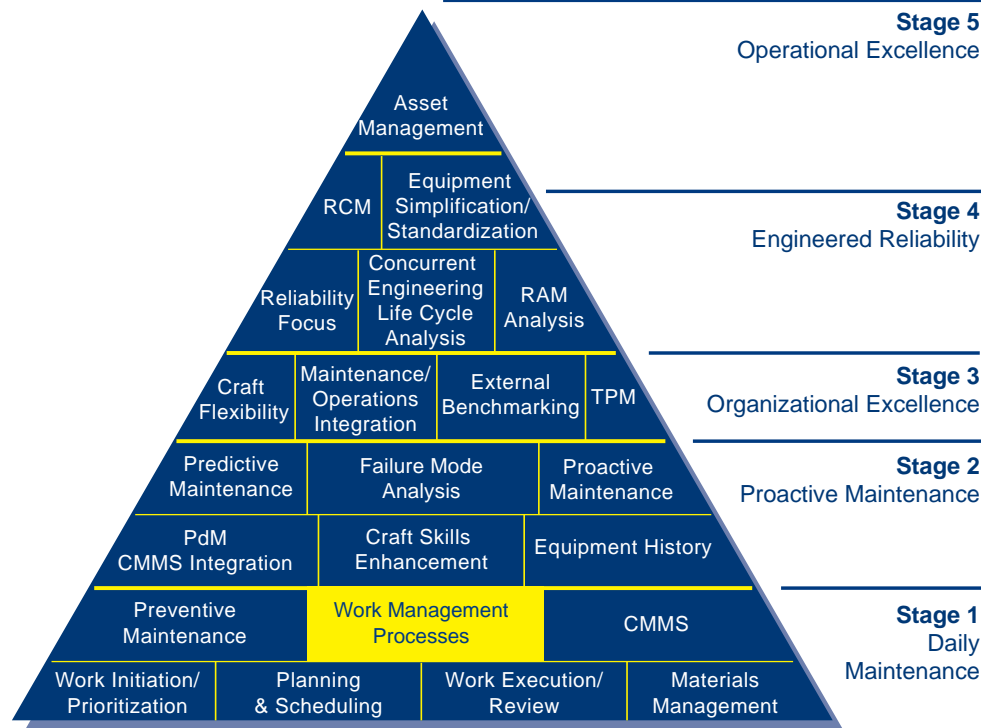 Stage 5
Operational Excellence
Asset
Management
RCM
Equipment
Simplification/
Standardization
Stage 4
Engineered Reliability
Reliability
Focus
Concurrent
Engineering
Life Cycle
Analysis
RAM
Analysis
Craft
Flexibility
Maintenance/
Operations
Integration
External
Benchmarking
TPM
Stage 3
Organizational Excellence
Predictive
Maintenance
Failure Mode
Analysis
Proactive
Maintenance
Stage 2
Proactive Maintenance
PdM
CMMS Integration
Craft Skills
Enhancement
Equipment History
Preventive
Maintenance
Work Management
Processes
CMMS
Stage 1
Daily
Maintenance
Work Initiation/
Prioritization
Planning
& Scheduling
Work Execution/
Review
Materials
Management